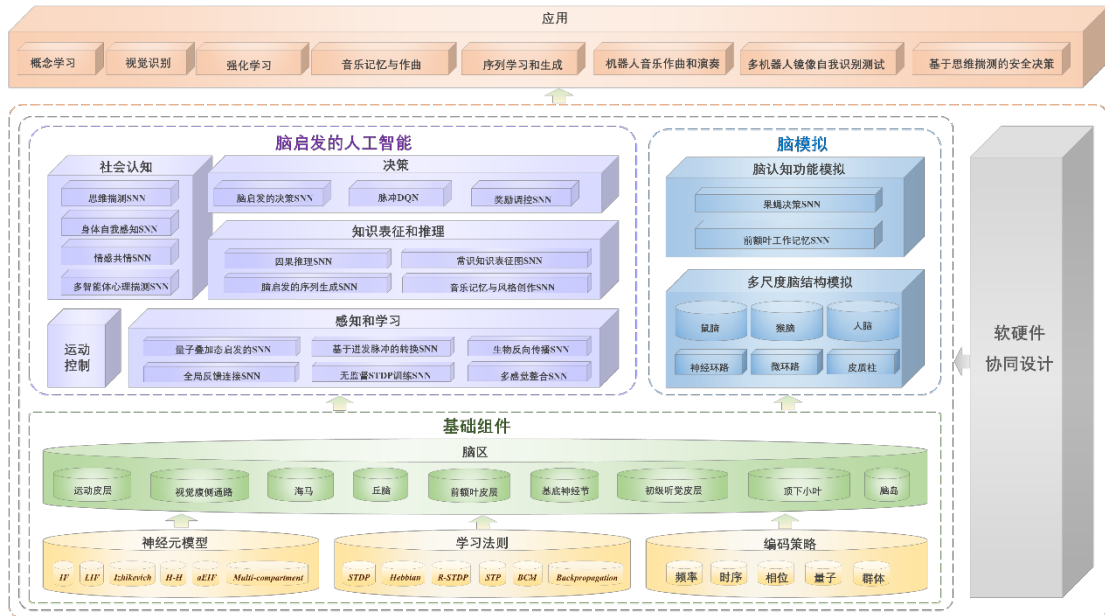 应用
概念学习
视觉识别
强化学习
音乐记忆与作曲
序列学习和生成
机器人音乐作曲和演奏
多机器人镜像自我识别测试
基于思维揣测的安全决策
脑启发的人工智能
社会认知
思维揣测SNN
身体自我感知SNN
情感共情SNN
多智能体心理揣测SNN
决策
脑启发的决策SNN
脉冲DQN
奖励调控SNN
知识表征和推理
因果推理SNN
常识知识表征图SNN
脑启发的序列生成SNN
音乐记忆与风格创作SNN
运动
控制
感知和学习
量子叠加态启发的SNN
基于迸发脉冲的转换SNN
生物反向传播SNN
全局反馈连接SNN
无监督STDP训练SNN
多感觉整合SNN
脑模拟
脑认知功能模拟
果蝇决策SNN
前额叶工作记忆SNN
多尺度脑结构模拟
鼠脑
猴脑
人脑
神经环路
微环路
皮质柱
软硬件
协同设计
基础组件
脑区
运动皮层
视觉腹侧通路
海马
丘脑
前额叶皮层
基底神经节
初级听觉皮层
顶下小叶
脑岛
神经元模型
IF
LIF
Izhikevich
H-H
aEIF
Multi-compartment
学习法则
STDP
Hebbian
R-STDP
STP
BCM
Backpropagation
编码策略
频率
时序
相位
量子
群体